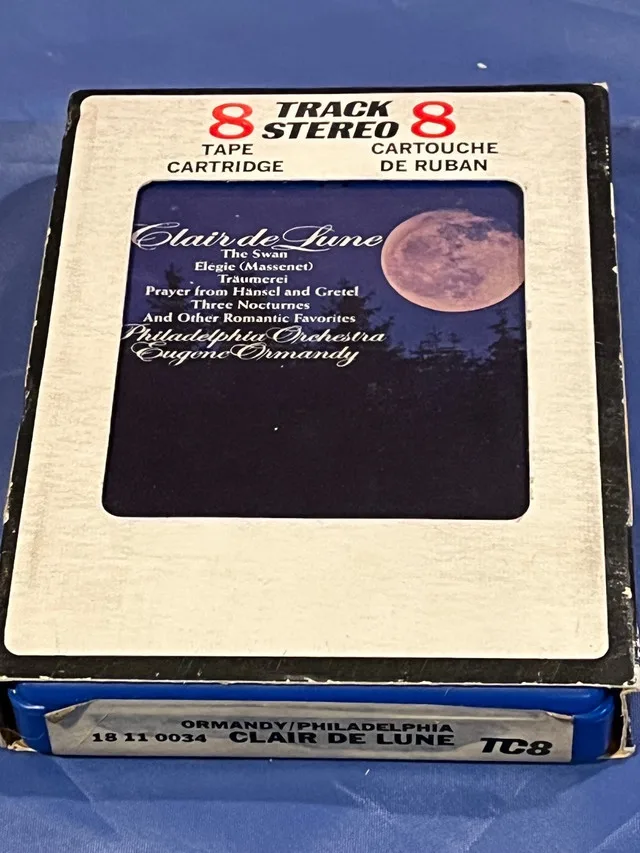 8 TRACK STEREO 8
TAPE CARTRIDGE
CARTOUCHE DE RUBAN
Clair de Lune
The Swan
Élégie (Massenet)
Träumerei
Prayer from Hänsel and Gretel
Three Nocturnes
And Other Romantic Favorites
Philadelphia Orchestra
Eugene Ormandy
ORMANDY/PHILADELPHIA
18 11 0034 CLAIR DE LUNE TC8